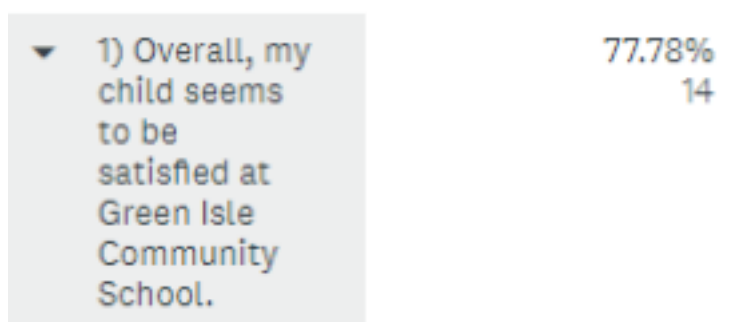 1) Overall, my 77.78%
child seems 14
to be
satisfied at
Green Isle
Community
School.